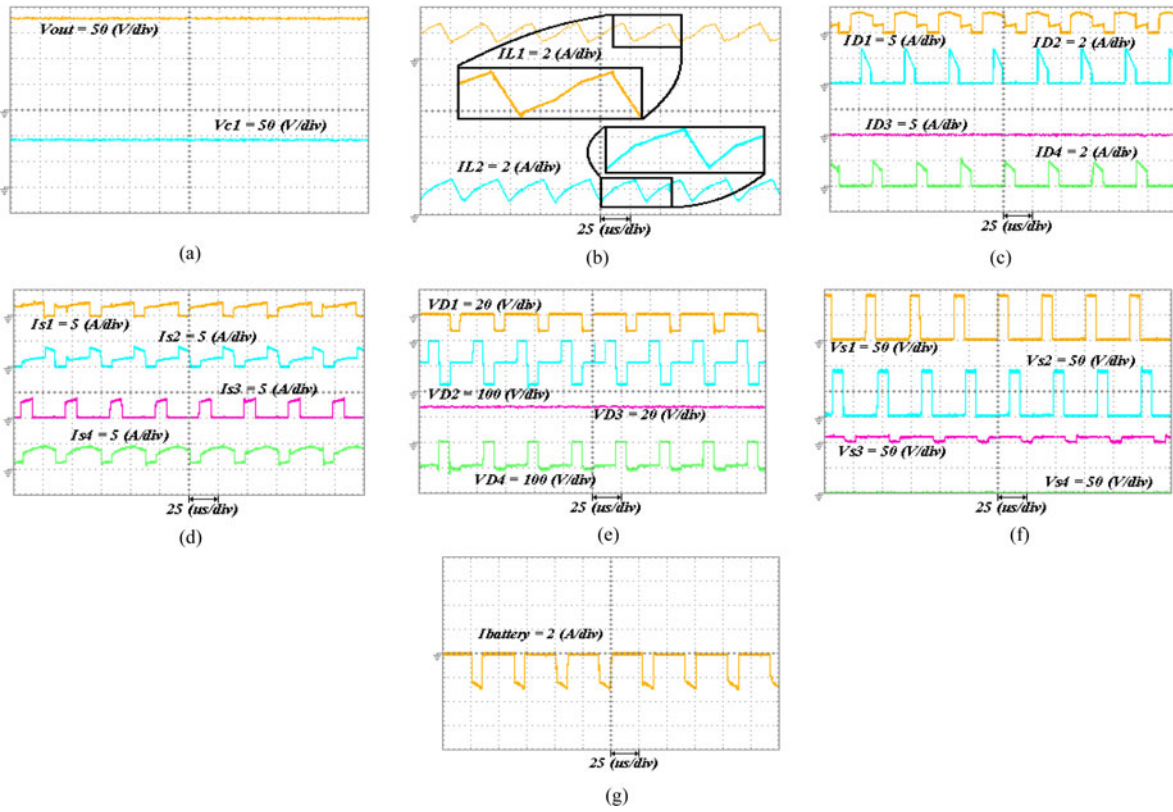 Vout = 50 (V/div)
Vc1 = 50 (V/div)
(a)
IL1 = 2 (A/div)
IL2 = 2 (A/div)
25 (us/div)
(b)
ID1 = 5 (A/div)
ID2 = 2 (A/div)
ID3 = 5 (A/div)
ID4 = 2 (A/div)
25 (us/div)
(c)
Is1 = 5 (A/div)
Is2 = 5 (A/div)
Is3 = 5 (A/div)
Is4 = 5 (A/div)
25 (us/div)
(d)
VD1 = 20 (V/div)
VD2 = 100 (V/div)
VD3 = 20 (V/div)
VD4 = 100 (V/div)
25 (us/div)
(e)
Vs1 = 50 (V/div)
Vs2 = 50 (V/div)
Vs3 = 50 (V/div)
Vs4 = 50 (V/div)
25 (us/div)
(f)
Ibattery = 2 (A/div)
25 (us/div)
(g)